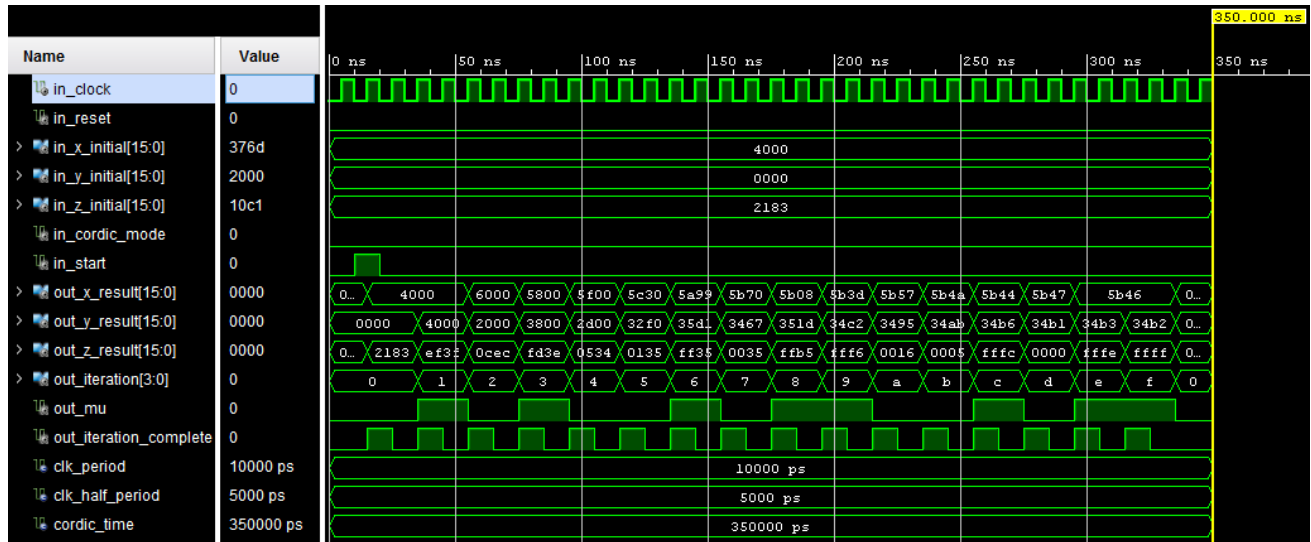 350.000 ns
Name Value
0 ns 50 ns 100 ns 150 ns 200 ns 250 ns 300 ns 350 ns
in_clock 0
in_reset 0
in_x_initial[15:0] 376d 4000
in_y_initial[15:0] 2000 0000
in_z_initial[15:0] 10c1 2183
in_cordic_mode 0
in_start 0
out_x_result[15:0] 0000 0... 4000 6000 5800 5f00 5c30 5a99 5b70 5b08 5b3d 5b57 5b4a 5b44 5b47 5b46 0...
out_y_result[15:0] 0000 0000 4000 2000 3800 2d00 32f0 35d1 3467 351d 34c2 3495 34ab 34b6 34b1 34b3 34b2 0...
out_z_result[15:0] 0000 0... 2183 ef3f 0cec fd3e 0534 0135 ff35 0035 ffb5 fff6 0016 0005 fffc 0000 fffe ffff 0...
out_iteration[3:0] 0 0 1 2 3 4 5 6 7 8 9 a b c d e f 0
out_mu 0
out_iteration_complete 0
clk_period 10000 ps 10000 ps
clk_half_period 5000 ps 5000 ps
cordic_time 350000 ps 350000 ps